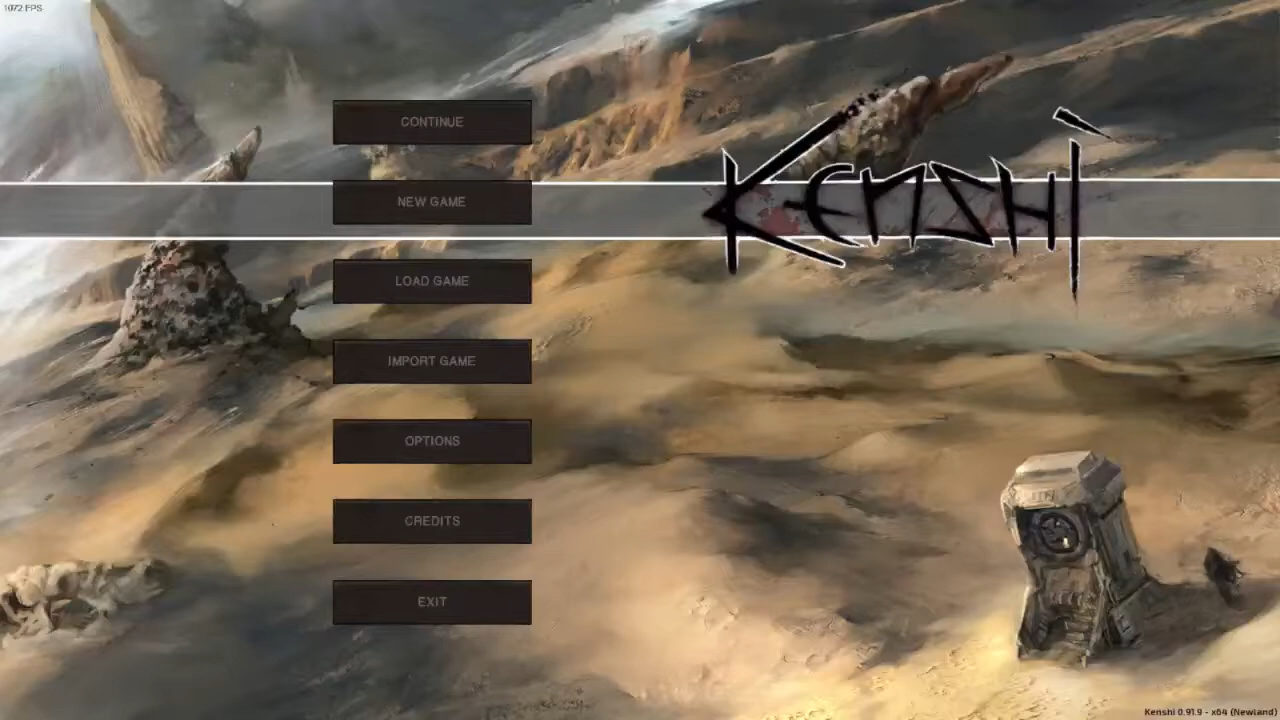 1072 FPS
KENSHI
CONTINUE
NEW GAME
LOAD GAME
IMPORT GAME
OPTIONS
CREDITS
EXIT
Kenshi 0.91.9 - x64 (Newland)